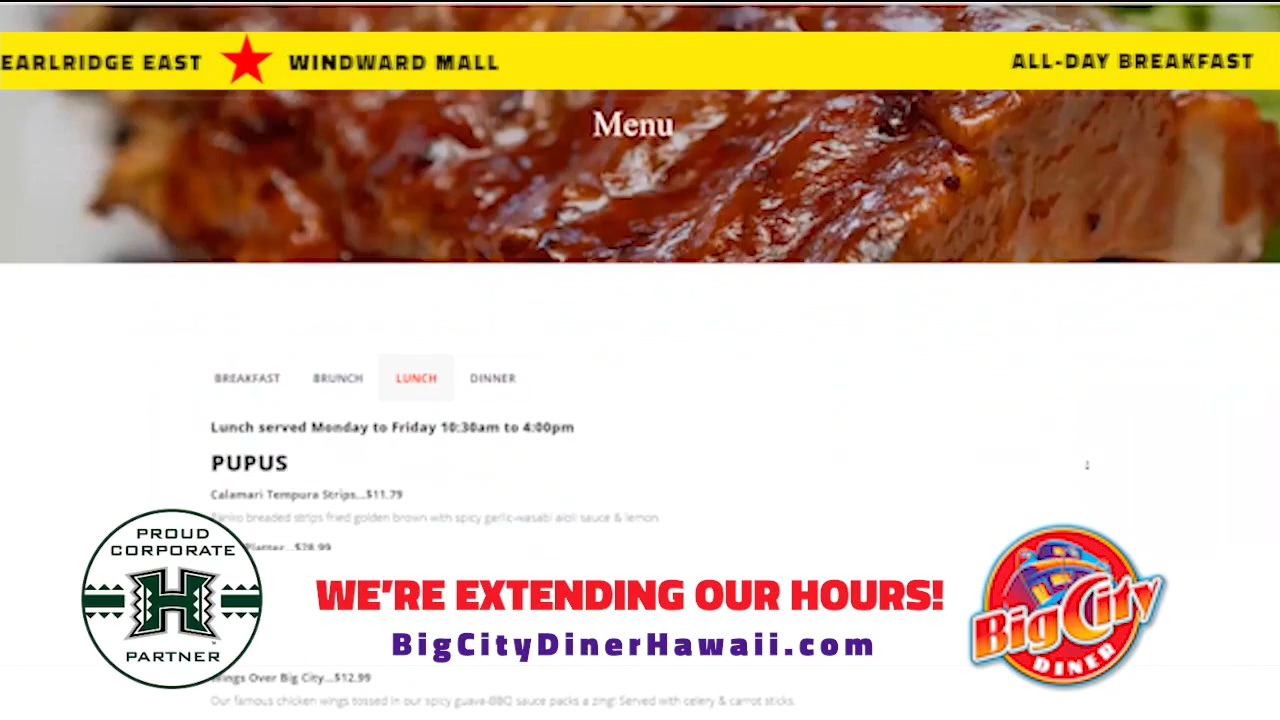 EARLRIDGE EAST WINDWARD MALL ALL-DAY BREAKFAST
Menu
BREAKFAST BRUNCH LUNCH DINNER
Lunch served Monday to Friday 10:30am to 4:00pm
PUPUS
Calamari Tempura Strips...$11.79
breaded strips fried golden brown with spicy garlic-wasabi aioli sauce & lemon.
Platter...$28.99
PROUD
CORPORATE
H
PARTNER
WE'RE EXTENDING OUR HOURS!
BigCityDinerHawaii.com
Big City
DINER
Wings Over Big City...$12.99
Our famous chicken wings tossed in our spicy guava-BBQ sauce packs a zing! Served with celery & carrot sticks.